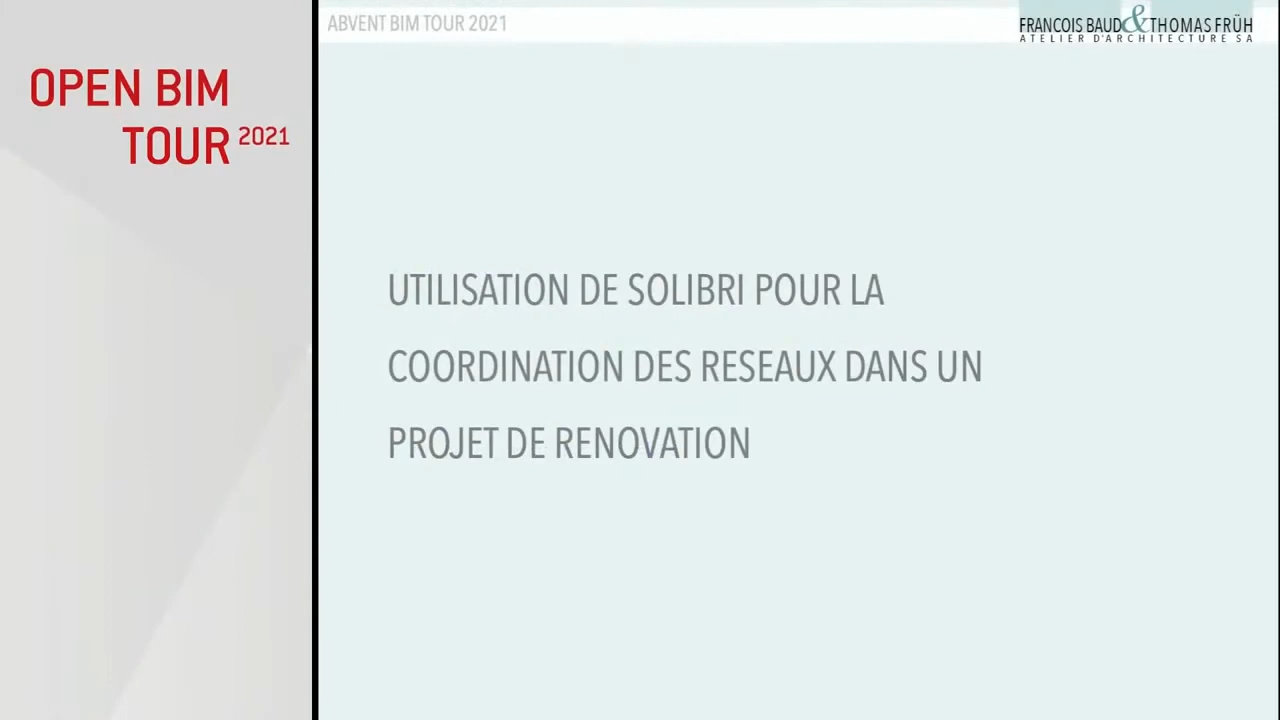 OPEN BIM
TOUR 2021
ABVENT BIM TOUR 2021
FRANCOIS BAUD & THOMAS FRÜH
ATELIER D'ARCHITECTURE SA
UTILISATION DE SOLIBRI POUR LA
COORDINATION DES RESEAUX DANS UN
PROJET DE RENOVATION